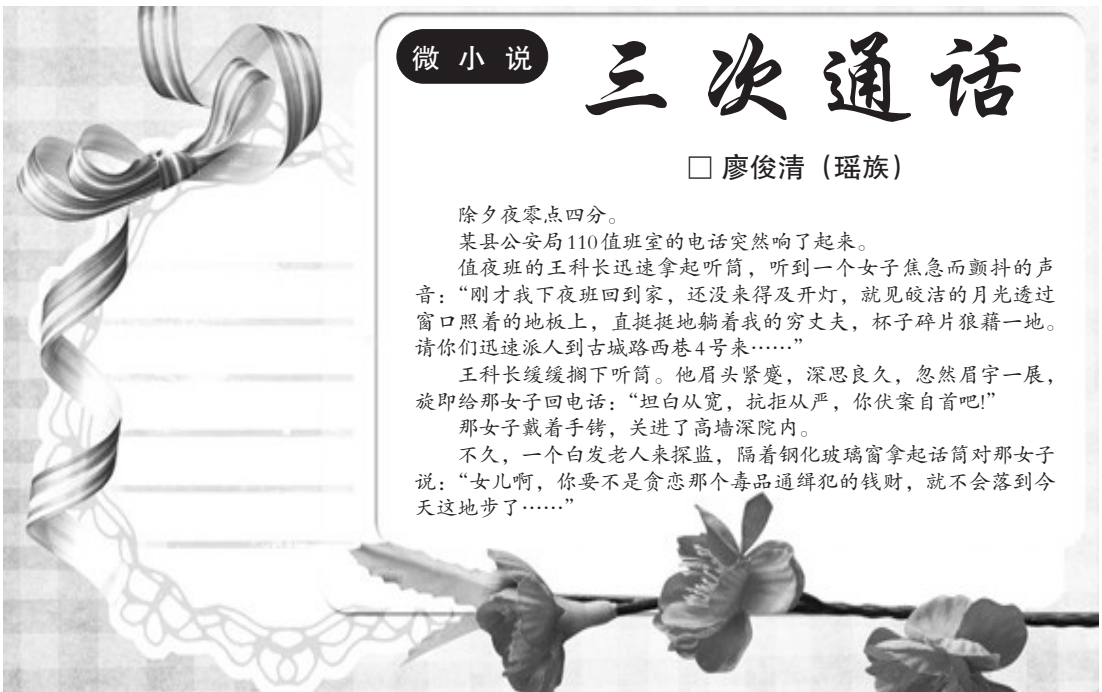 微小说
三次通话
□ 廖俊清（瑶族）
除夕夜零点四分。
某县公安局110值班室的电话突然响了起来。
值夜班的王科长迅速拿起听筒，听到一个女子焦急而颤抖的声
音：“刚才我下夜班回到家，还没来得及开灯，就见皎洁的月光透过
窗口照着的地板上，直挺挺地躺着我的穷丈夫，杯子碎片狼藉一地。
请你们迅速派人到古城路西巷4号来……”
王科长缓缓搁下听筒。他眉头紧蹙，深思良久，忽然眉宇一展，
旋即给那女子回电话：“坦白从宽，抗拒从严，你伏案自首吧！”
那女子戴着手铐，关进了高墙深院内。
不久，一个白发老人来探监，隔着钢化玻璃窗拿起话筒对那女子
说：“女儿啊，你要不是贪恋那个毒品通缉犯的钱财，就不会落到今
天这地步了……”